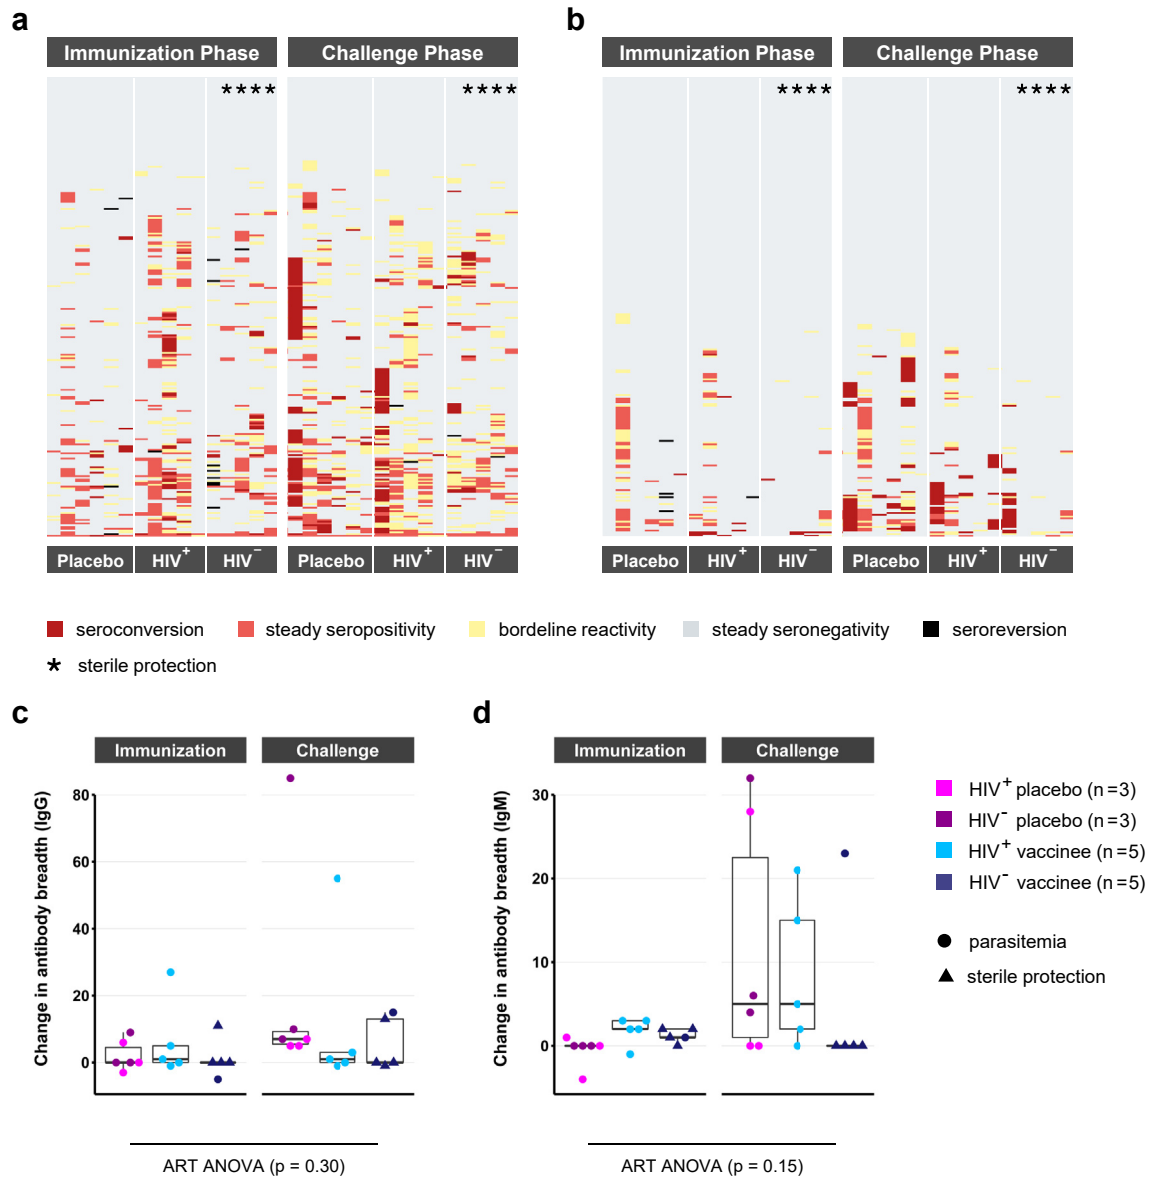 a
b
Immunization Phase
Challenge Phase
Immunization Phase
Challenge Phase
****
****
****
****
Placebo
HIV+
HIV−
Placebo
HIV+
HIV−
Placebo
HIV+
HIV−
Placebo
HIV+
HIV−
seroconversion
steady seropositivity
bordeline reactivity
steady seronegativity
seroreversion
* sterile protection
c
d
Immunization
Challenge
Change in antibody breadth (IgG)
80
60
40
20
0
ART ANOVA (p = 0.30)
Immunization
Challenge
Change in antibody breadth (IgM)
30
20
10
0
ART ANOVA (p = 0.15)
HIV+ placebo (n=3)
HIV− placebo (n=3)
HIV+ vaccinee (n=5)
HIV− vaccinee (n=5)
parasitemia
sterile protection